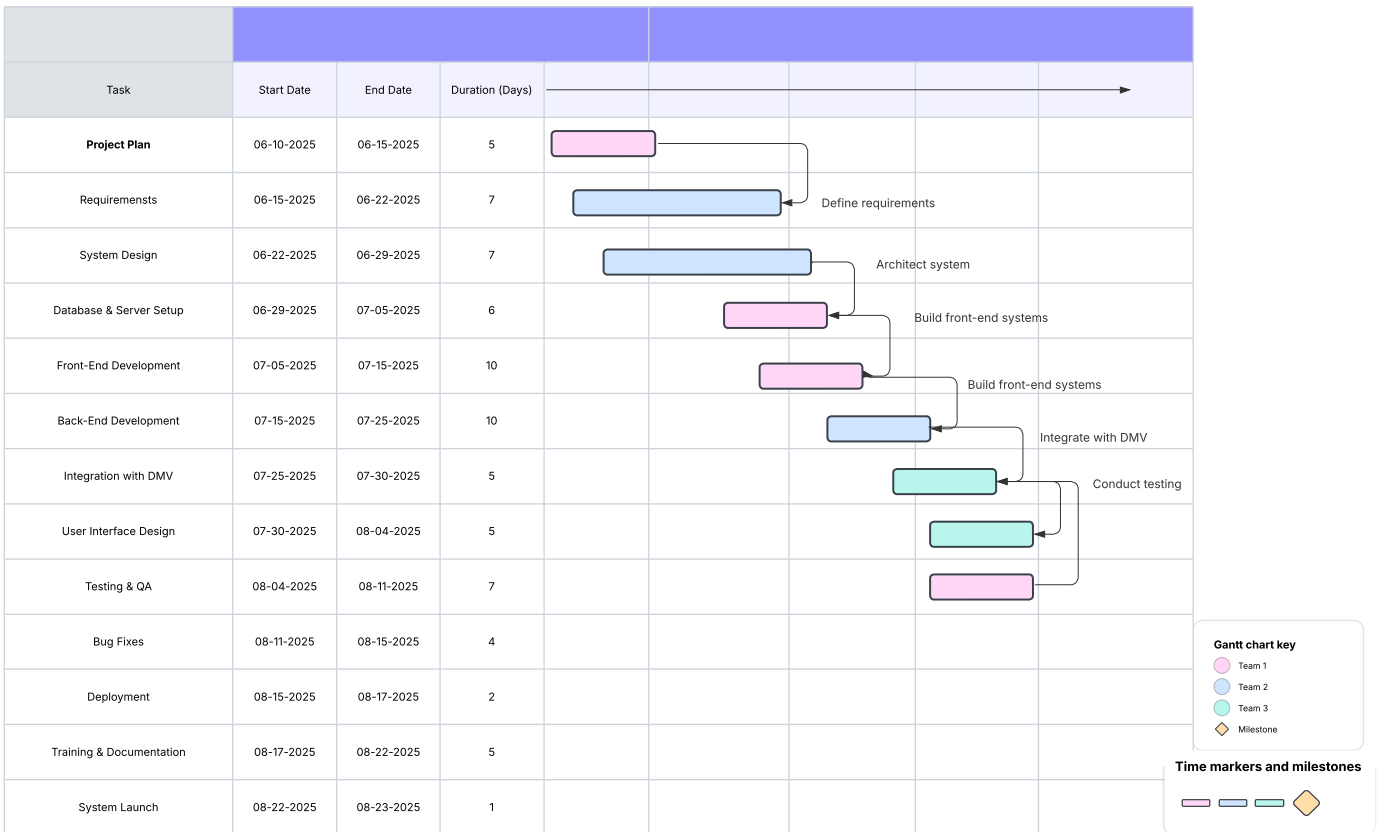 Task Start Date End Date Duration (Days)
Project Plan 06-10-2025 06-15-2025 5
Requiremensts 06-15-2025 06-22-2025 7 Define requirements
System Design 06-22-2025 06-29-2025 7 Architect system
Database & Server Setup 06-29-2025 07-05-2025 6 Build front-end systems
Front-End Development 07-05-2025 07-15-2025 10 Build front-end systems
Back-End Development 07-15-2025 07-25-2025 10 Integrate with DMV
Integration with DMV 07-25-2025 07-30-2025 5 Conduct testing
User Interface Design 07-30-2025 08-04-2025 5
Testing & QA 08-04-2025 08-11-2025 7
Bug Fixes 08-11-2025 08-15-2025 4
Deployment 08-15-2025 08-17-2025 2
Training & Documentation 08-17-2025 08-22-2025 5
System Launch 08-22-2025 08-23-2025 1
Gantt chart key
Team 1
Team 2
Team 3
Milestone
Time markers and milestones